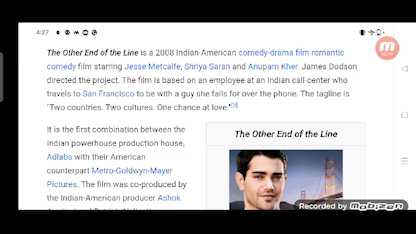 4:27
The Other End of the Line is a 2008 Indian-American comedy-drama film romantic
comedy film starring Jesse Metcalfe, Shriya Saran and Anupam Kher. James Dodson
directed the project. The film is based on an employee at an Indian call-center who
travels to San Francisco to be with a girl she falls for over the phone. The tagline is
"Two countries. Two cultures. One chance at love."[3]
It is the first combination between the
Indian powerhouse production house,
Adlabs with their American
counterpart Metro-Goldwyn-Mayer
Pictures. The film was co-produced by
the Indian-American producer Ashok
The Other End of the Line
Recorded by Mobizen